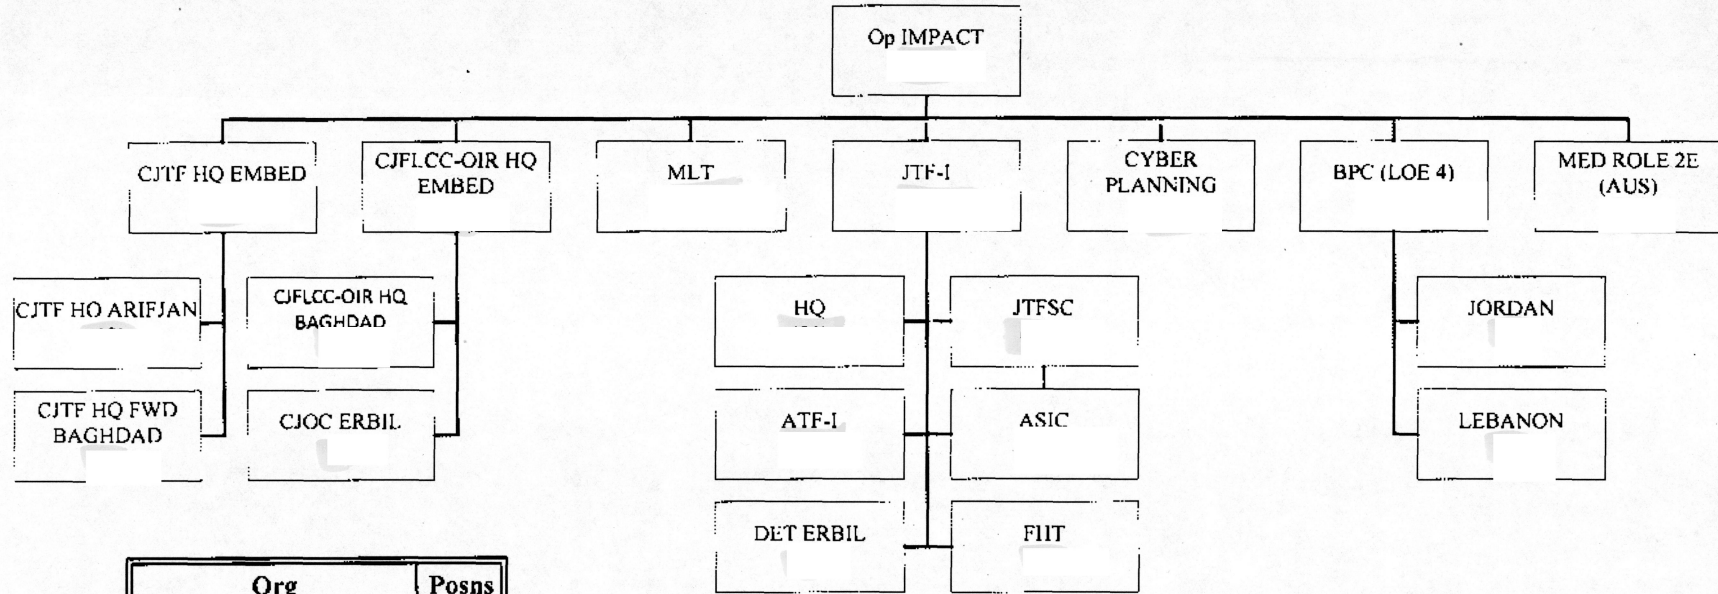 Op IMPACT
CJTF HQ EMBED
CJFLCC-OIR HQ
EMBED
MLT
JTF-I
CYBER
PLANNING
BPC (LOE 4)
MED ROLE 2E
(AUS)
CJTF HQ ARIFJAN
CJFLCC-OIR HQ
BAGHDAD
HQ
JTFSC
JORDAN
CJTF HQ FWD
BAGHDAD
CJOC ERBIL
ATF-I
ASIC
LEBANON
DET ERBIL
FIIT
Org
Posns